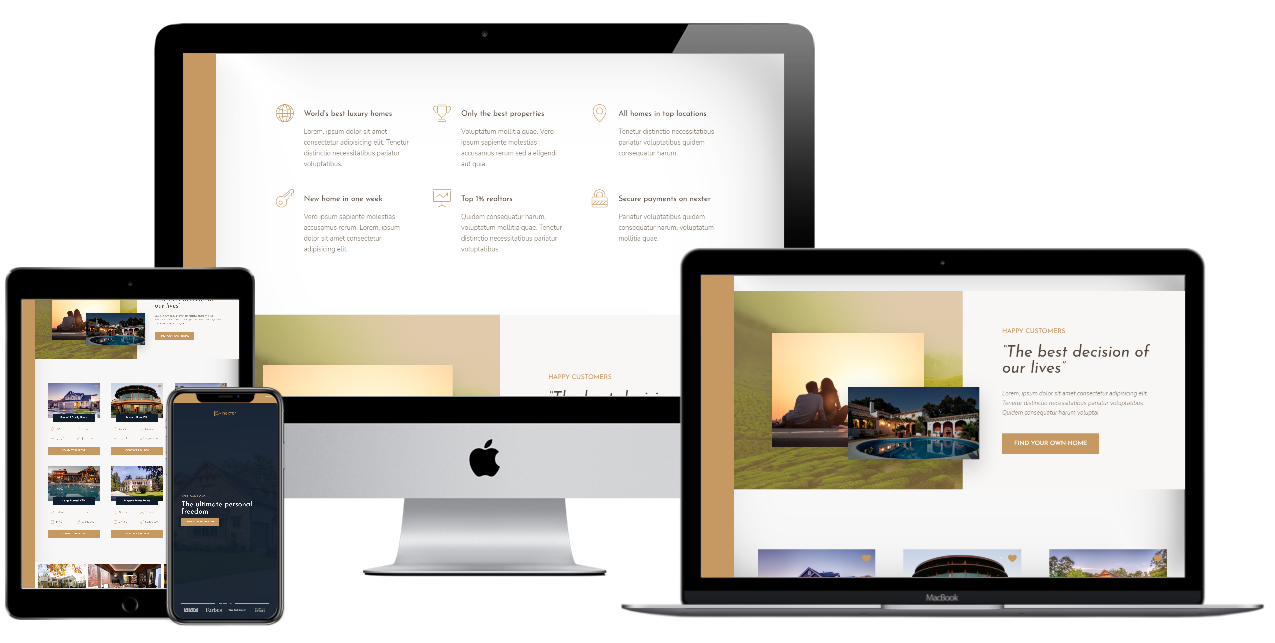 World's best luxury homes
Lorem, ipsum dolor sit amet
consectetur adipisicing elit. Tenetur
distinctio necessitatibus pariatur
voluptatibus.
Only the best properties
Voluptatum mollitia quae. Vero
ipsum sapiente molestias
accusamus rerum sed a eligendi
aut quia.
All homes in top locations
Tenetur distinctio necessitatibus
pariatur voluptatibus quidem
consequatur harum.
New home in one week
Vero ipsum sapiente molestias
accusamus rerum. Lorem, ipsum
dolor sit amet consectetur
adipisicing elit.
Top 1% realtors
Quidem consequatur harum,
voluptatum mollitia quae. Tenetur
distinctio necessitatibus pariatur
voluptatibus.
Secure payments on nexter
Pariatur voluptatibus quidem
consequatur harum, voluptatum
mollitia quae.
HAPPY CUSTOMERS
our lives"
The ultimate personal
freedom
Forbes
HAPPY CUSTOMERS
"The best decision of
our lives"
Lorem, ipsum dolor sit amet consectetur adipisicing elit.
Tenetur distinctio necessitatibus pariatur voluptatibus.
Quidem consequatur harum voluptat
FIND YOUR OWN HOME
MacBook